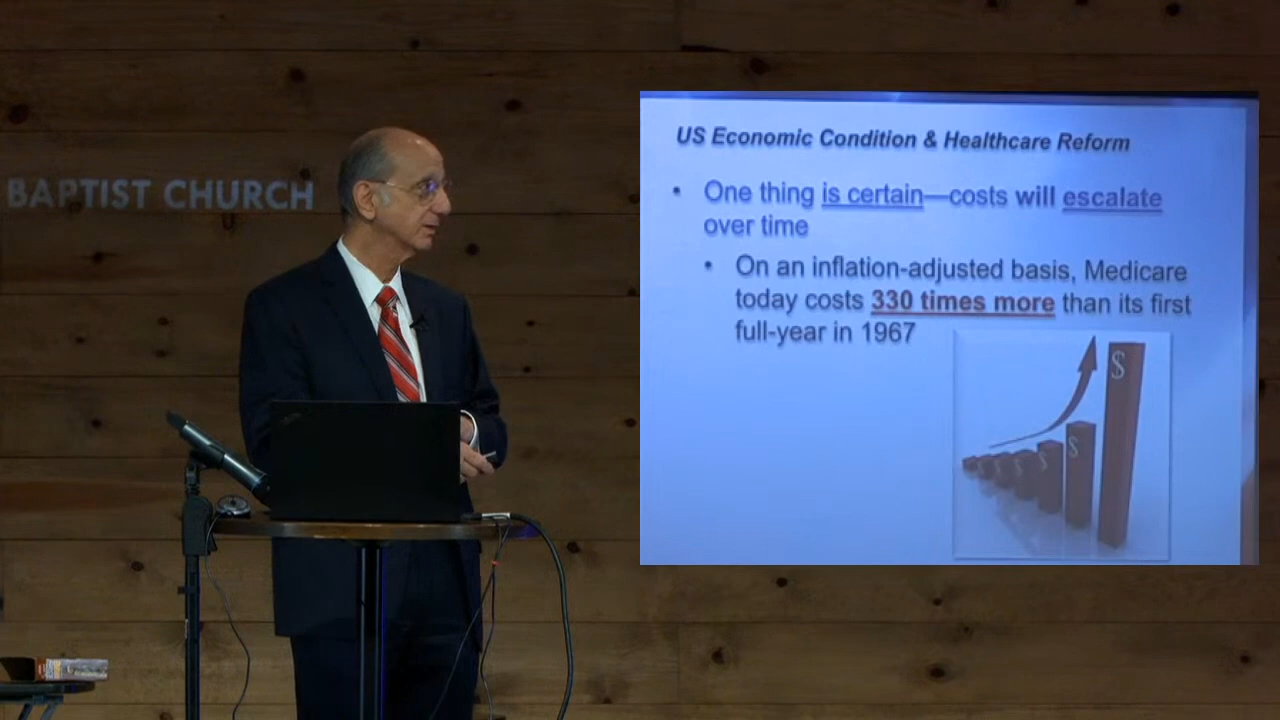 BAPTIST CHURCH
US Economic Condition & Healthcare Reform
• One thing is certain—costs will escalate
over time
• On an inflation-adjusted basis, Medicare
today costs 330 times more than its first
full-year in 1967
$
$
$
$
$